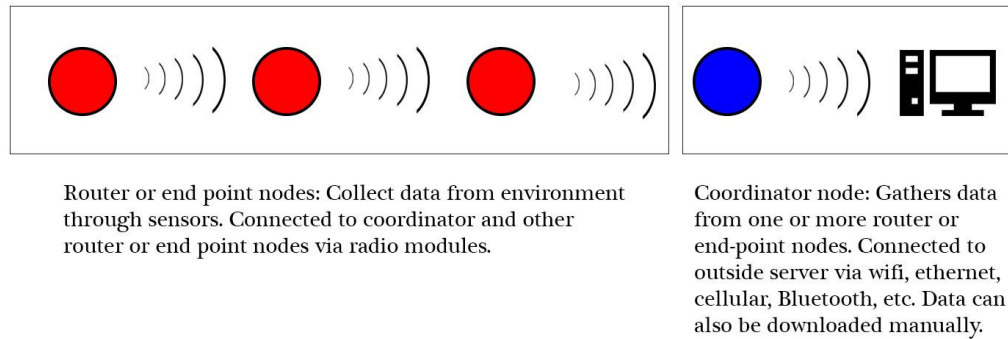 Router or end point nodes: Collect data from environment
through sensors. Connected to coordinator and other
router or end point nodes via radio modules.
Coordinator node: Gathers data
from one or more router or
end-point nodes. Connected to
outside server via wifi, ethernet,
cellular, Bluetooth, etc. Data can
also be downloaded manually.